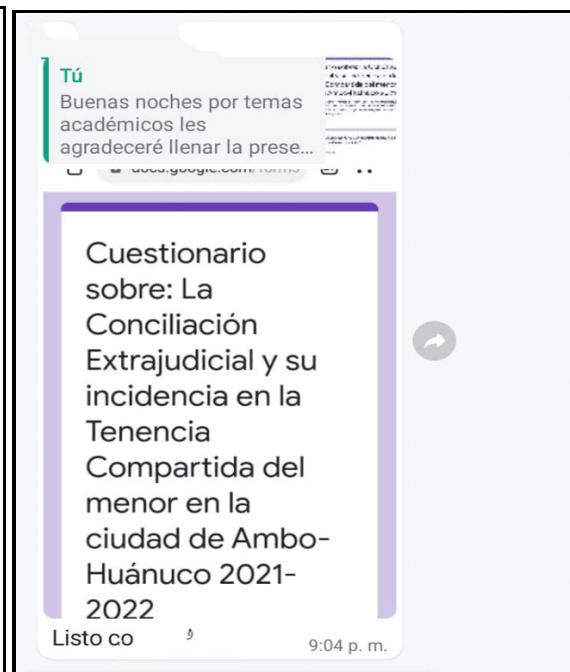 Tú
Buenas noches por temas
académicos les
agradeceré llenar la prese...
docs.google.com/forms
Cuestionario
sobre: La
Conciliación
Extrajudicial y su
incidencia en la
Tenencia
Compartida del
menor en la
ciudad de Ambo-
Huánuco 2021-
2022
Listo co
9:04 p. m.